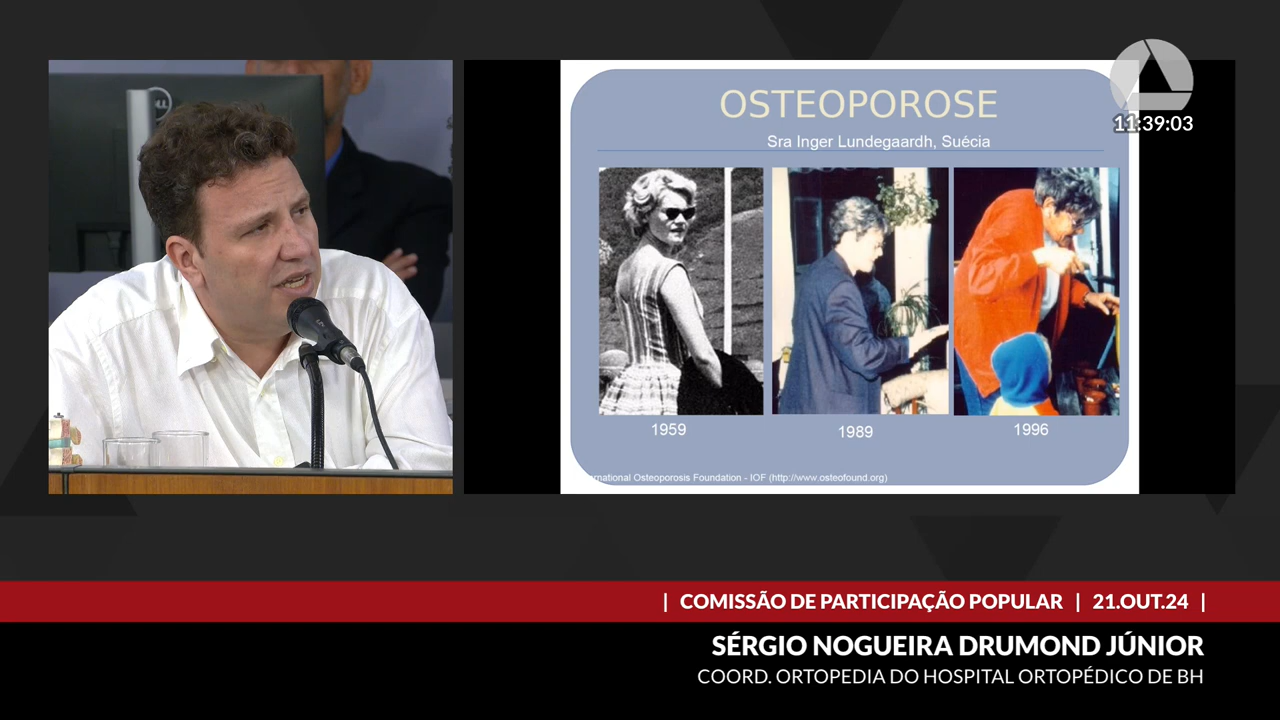 OSTEOPOROSE
Sra Inger Lundegaardh, Suécia
11:39:03
1959
1989
1996
Osteoporosis Foundation - IOF (http://www.osteofound.org)
| COMISSÃO DE PARTICIPAÇÃO POPULAR | 21.OUT.24 |
SÉRGIO NOGUEIRA DRUMOND JÚNIOR
COORD. ORTOPEDIA DO HOSPITAL ORTOPÉDICO DE BH